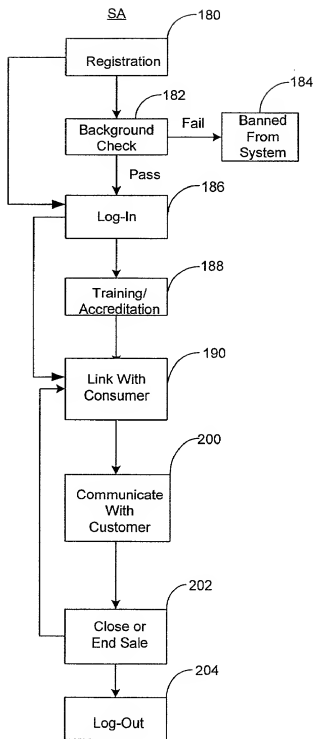 SA
180
Registration
182
184
Background
Check
Fail
Banned
From
System
Pass
186
Log-In
188
Training/
Accreditation
190
Link With
Consumer
200
Communicate
With
Customer
202
Close or
End Sale
204
Log-Out